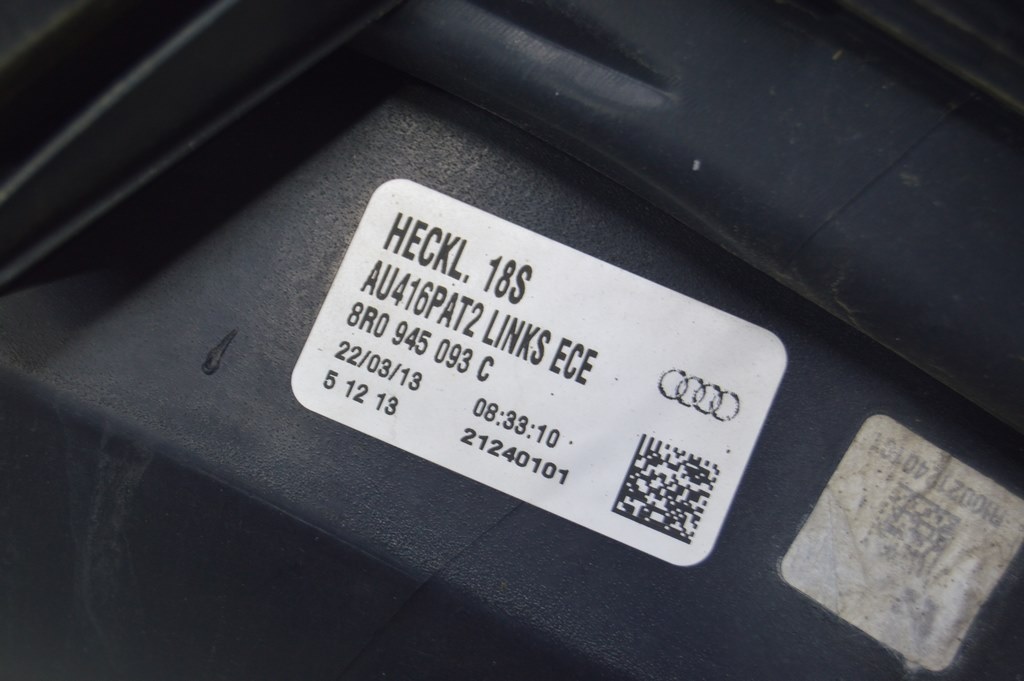 HECKL. 18S
AU416PAT2 LINKS ECE
8R0 945 093 C
22/03/13 08:33:10
5 12 13 21240101